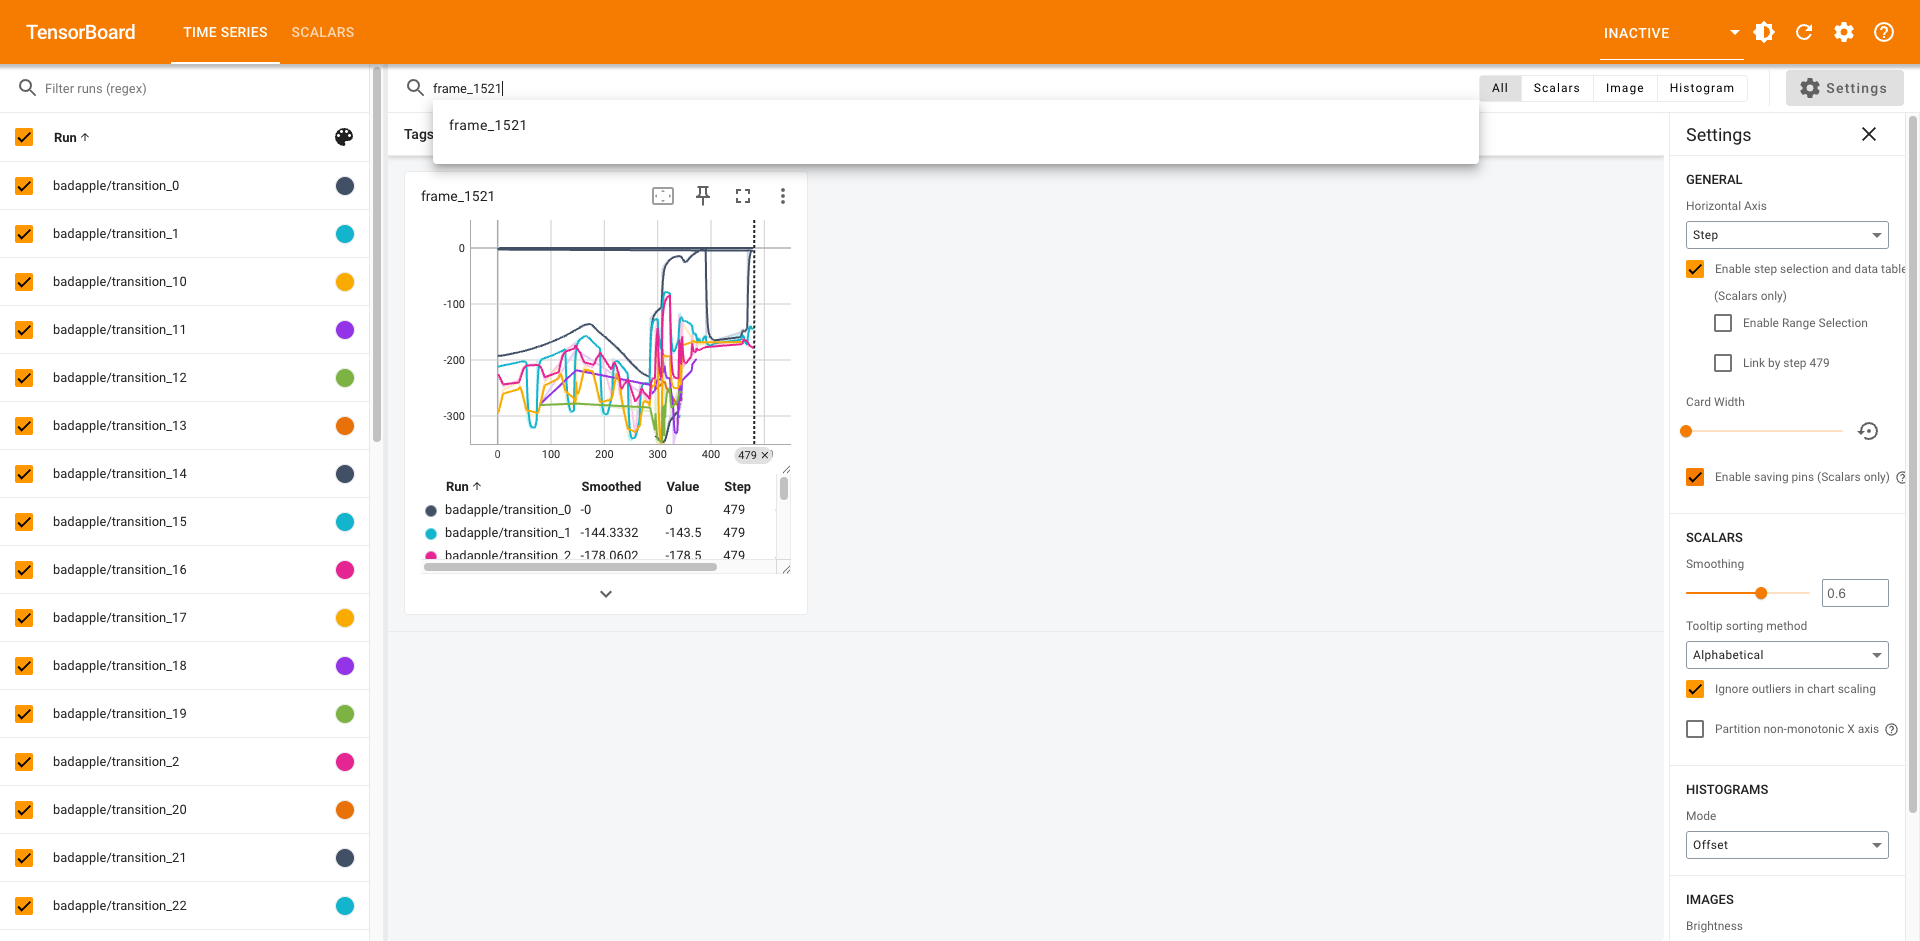 TensorBoard
TIME SERIES
SCALARS
INACTIVE
Filter runs (regex)
Run
badapple/transition_0
badapple/transition_1
badapple/transition_10
badapple/transition_11
badapple/transition_12
badapple/transition_13
badapple/transition_14
badapple/transition_15
badapple/transition_16
badapple/transition_17
badapple/transition_18
badapple/transition_19
badapple/transition_2
badapple/transition_20
badapple/transition_21
badapple/transition_22
frame_1521
frame_1521
Tags
All
Scalars
Image
Histogram
Settings
frame_1521
0
-100
-200
-300
0
100
200
300
400
479
Run Smoothed Value Step
badapple/transition_0 -0 0 479
badapple/transition_1 -144.3332 -143.5 479
badapple/transition_2 -178.0602 -178.5 479
Settings
GENERAL
Horizontal Axis
Step
Enable step selection and data table
(Scalars only)
Enable Range Selection
Link by step 479
Card Width
Enable saving pins (Scalars only)
SCALARS
Smoothing
0.6
Tooltip sorting method
Alphabetical
Ignore outliers in chart scaling
Partition non-monotonic X axis
HISTOGRAMS
Mode
Offset
IMAGES
Brightness